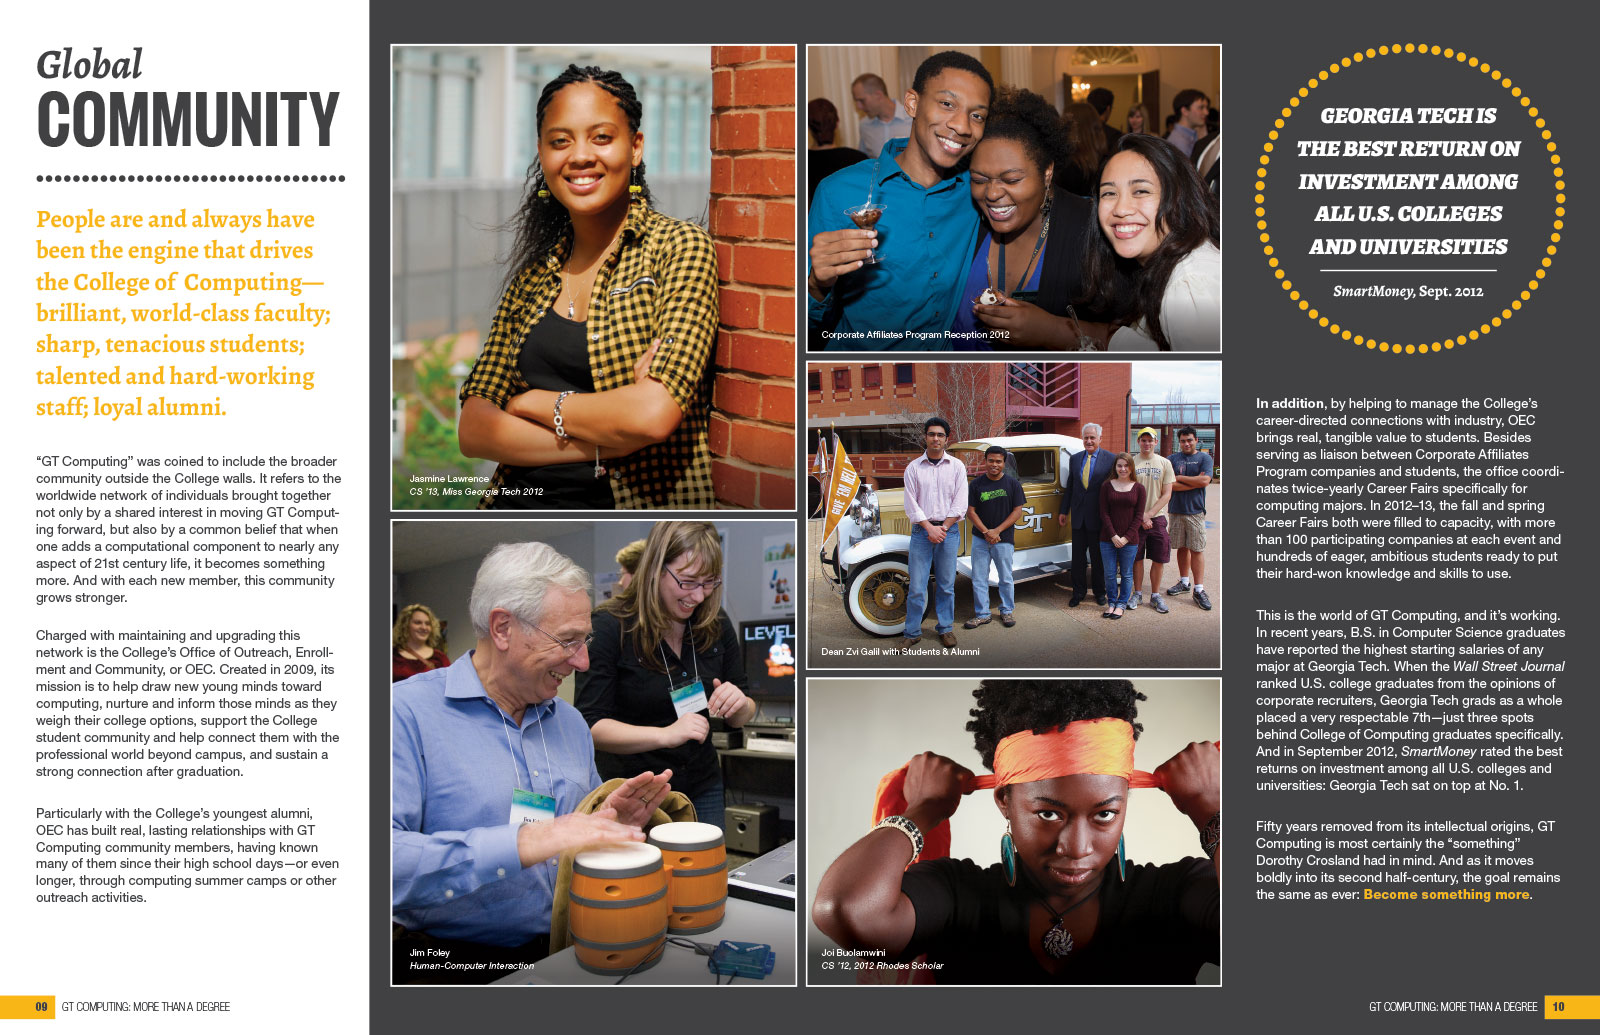 Global
COMMUNITY
People are and always have
been the engine that drives
the College of Computing—
brilliant, world-class faculty;
sharp, tenacious students;
talented and hard-working
staff; loyal alumni.
“GT Computing” was coined to include the broader
community outside the College walls. It refers to the
worldwide network of individuals brought together
not only by a shared interest in moving GT Comput-
ing forward, but also by a common belief that when
one adds a computational component to nearly any
aspect of 21st century life, it becomes something
more. And with each new member, this community
grows stronger.
Charged with maintaining and upgrading this
network is the College’s Office of Outreach, Enroll-
ment and Community, or OEC. Created in 2009, its
mission is to help draw new young minds toward
computing, nurture and inform those minds as they
weigh their college options, support the College
student community and help connect them with the
professional world beyond campus, and sustain a
strong connection after graduation.
Particularly with the College’s youngest alumni,
OEC has built real, lasting relationships with GT
Computing community members, having known
many of them since their high school days—or even
longer, through computing summer camps or other
outreach activities.
09 GT COMPUTING: MORE THAN A DEGREE
Jasmine Lawrence
CS ’13, Miss Georgia Tech 2012
LEVEL
Jim Foley
Human-Computer Interaction
Corporate Affiliates Program Reception 2012
GIVE 'EM HELL
GT
Dean Zvi Galil with Students & Alumni
Joi Buolamwini
CS ’12, 2012 Rhodes Scholar
GEORGIA TECH IS
THE BEST RETURN ON
INVESTMENT AMONG
ALL U.S. COLLEGES
AND UNIVERSITIES
SmartMoney, Sept. 2012
In addition, by helping to manage the College’s
career-directed connections with industry, OEC
brings real, tangible value to students. Besides
serving as liaison between Corporate Affiliates
Program companies and students, the office coordi-
nates twice-yearly Career Fairs specifically for
computing majors. In 2012–13, the fall and spring
Career Fairs both were filled to capacity, with more
than 100 participating companies at each event and
hundreds of eager, ambitious students ready to put
their hard-won knowledge and skills to use.
This is the world of GT Computing, and it’s working.
In recent years, B.S. in Computer Science graduates
have reported the highest starting salaries of any
major at Georgia Tech. When the Wall Street Journal
ranked U.S. college graduates from the opinions of
corporate recruiters, Georgia Tech grads as a whole
placed a very respectable 7th—just three spots
behind College of Computing graduates specifically.
And in September 2012, SmartMoney rated the best
returns on investment among all U.S. colleges and
universities: Georgia Tech sat on top at No. 1.
Fifty years removed from its intellectual origins, GT
Computing is most certainly the “something”
Dorothy Crosland had in mind. And as it moves
boldly into its second half-century, the goal remains
the same as ever: Become something more.
GT COMPUTING: MORE THAN A DEGREE 10